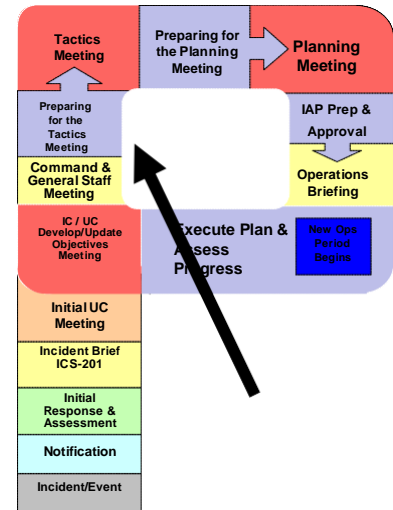 Tactics
Meeting
Preparing for
the Planning
Meeting
Planning
Meeting
Preparing
for the
Tactics
Meeting
IAP Prep &
Approval
Command &
General Staff
Meeting
Operations
Briefing
IC / UC
Develop/Update
Objectives
Meeting
Execute Plan &
Assess
Progress
New Ops
Period
Begins
Initial UC
Meeting
Incident Brief
ICS-201
Initial
Response &
Assessment
Notification
Incident/Event